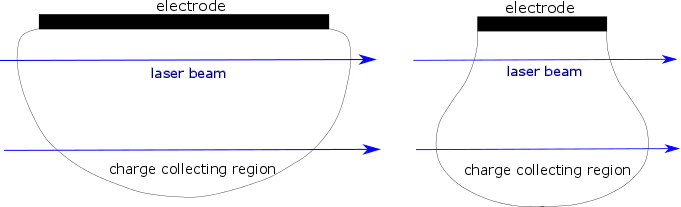 electrode
laser beam
charge collecting region
electrode
laser beam
charge collecting region